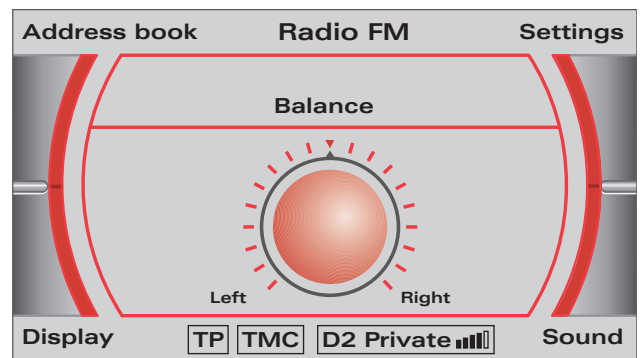 Address book Radio FM Settings
Balance
Left Right
Display TP TMC D2 Private Sound